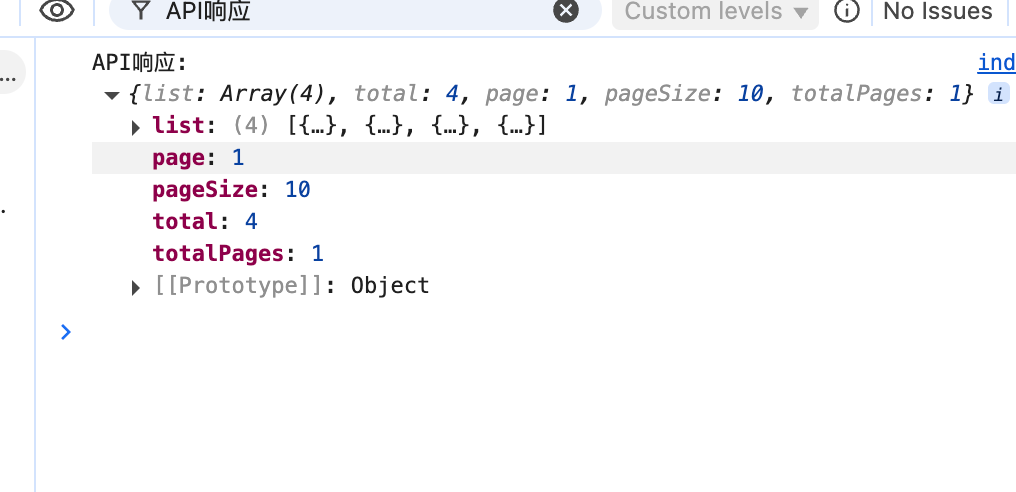 API响应 Custom levels ▼ No Issues
API响应: ind
{list: Array(4), total: 4, page: 1, pageSize: 10, totalPages: 1} i
list: (4) [{…}, {…}, {…}, {…}]
page: 1
pageSize: 10
total: 4
totalPages: 1
[[Prototype]]: Object